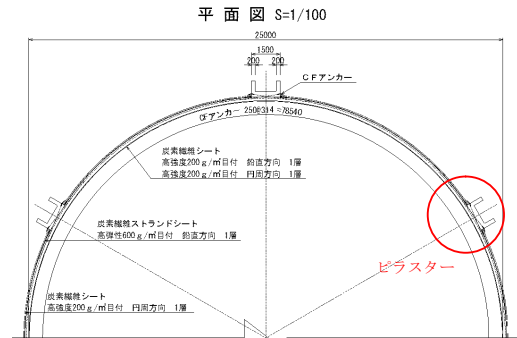 平面図 S=1/100
25000
1500
200 200
CFアンカー
CFアンカー 250@314=78540
炭素繊維シート
高強度200g/㎡目付 鉛直方向 1層
高強度200g/㎡目付 円周方向 1層
炭素繊維ストランドシート
高弾性600g/㎡目付 鉛直方向 1層
ピラスター
炭素繊維シート
高強度200g/㎡目付 円周方向 1層